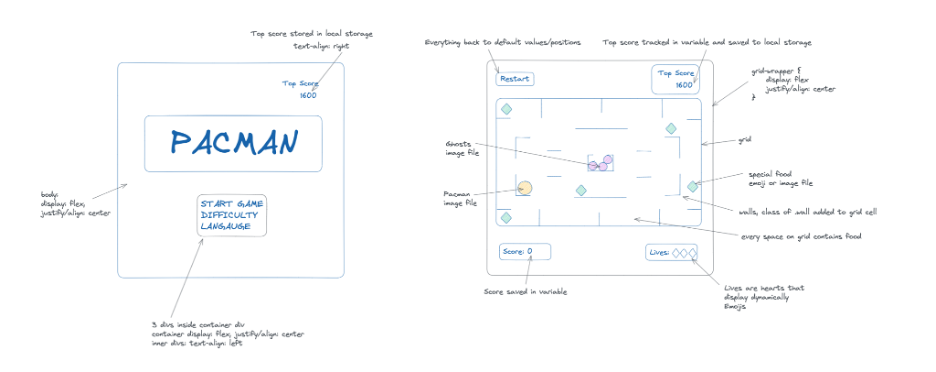 Top score stored in local storage
text-align: right
Top Score
1600
PACMAN
body:
display: flex,
justify/align: center
START GAME
DIFFICULTY
LANGAUGE
3 divs inside container div
container display: flex, justify/align: center
inner divs: text-align: left
Everything back to default values/positions
Top score tracked in variable and saved to local storage
Restart
Top Score
1600
grid-wrapper {
display: flex
justify/align: center
}
Ghosts
image file
grid
Pacman
image file
special food
emoji or image file
walls, class of .wall added to grid cell
every space on grid contains food
Score: 0
Lives:
Score saved in variable
Lives are hearts that
display dynamically
Emojis